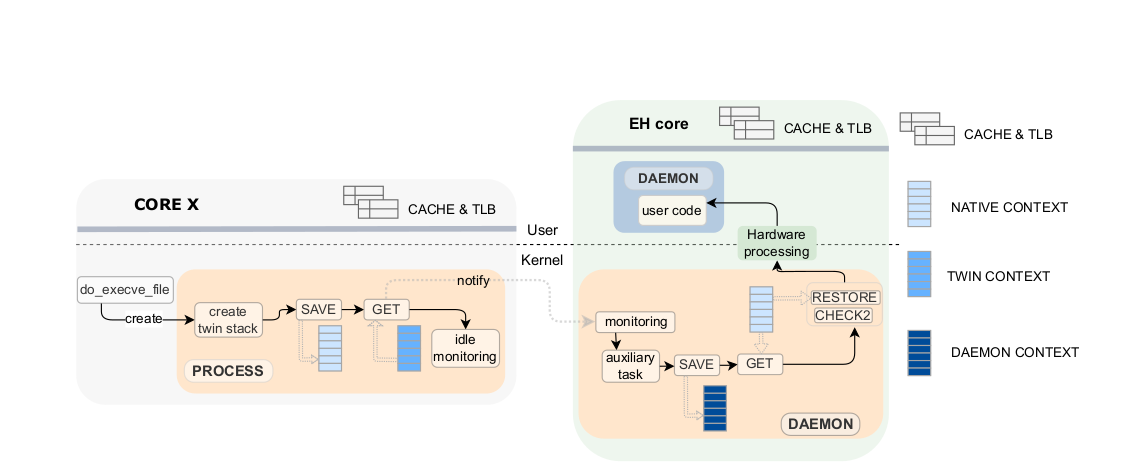 EH core
CACHE & TLB
CACHE & TLB
DAEMON
user code
CORE X
CACHE & TLB
NATIVE CONTEXT
User
Hardware
processing
Kernel
TWIN CONTEXT
do_execve_file
create
notify
create
twin stack
SAVE
GET
idle
monitoring
PROCESS
RESTORE
CHECK2
monitoring
auxiliary
task
SAVE
GET
DAEMON CONTEXT
DAEMON